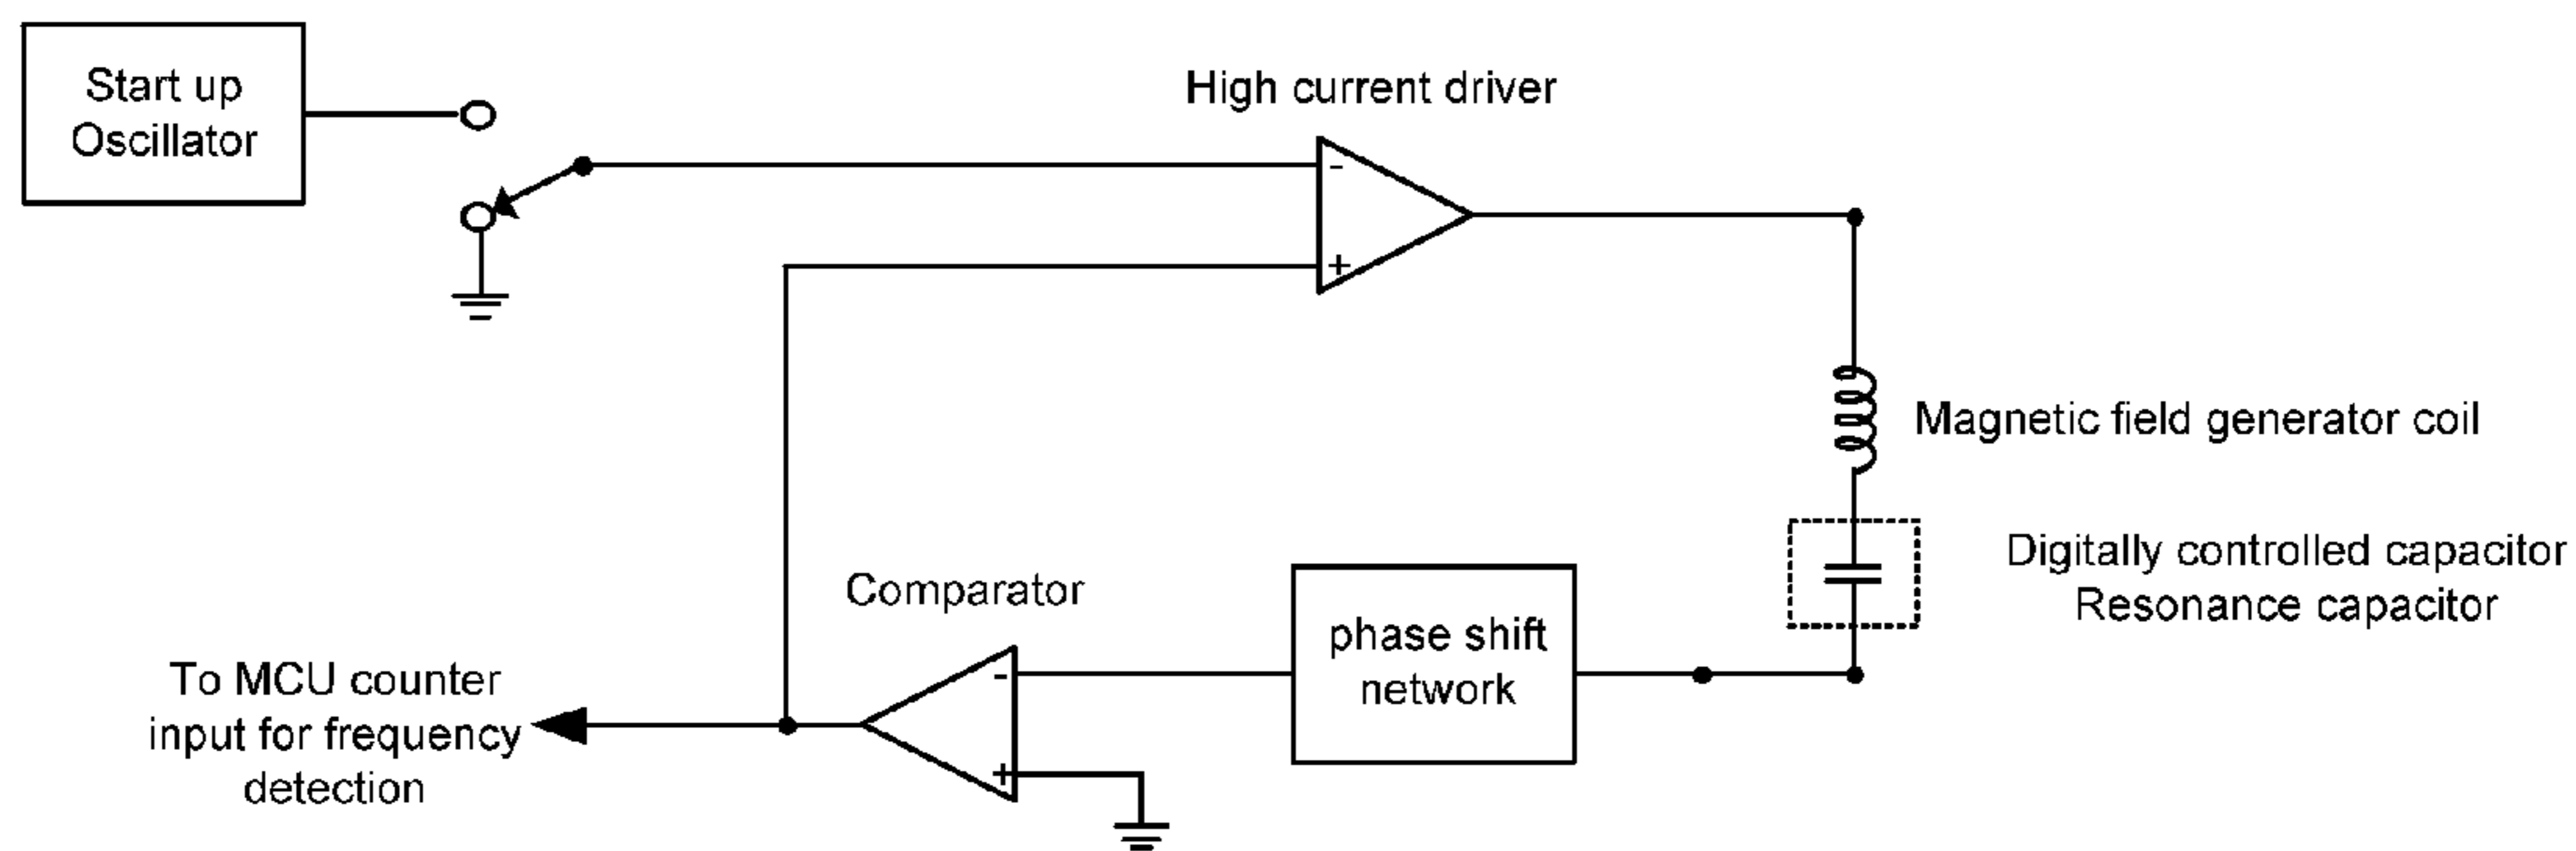 Start up
Oscillator
High current driver
-
+
Magnetic field generator coil
Digitally controlled capacitor
Resonance capacitor
phase shift
network
Comparator
-
+
To MCU counter
input for frequency
detection